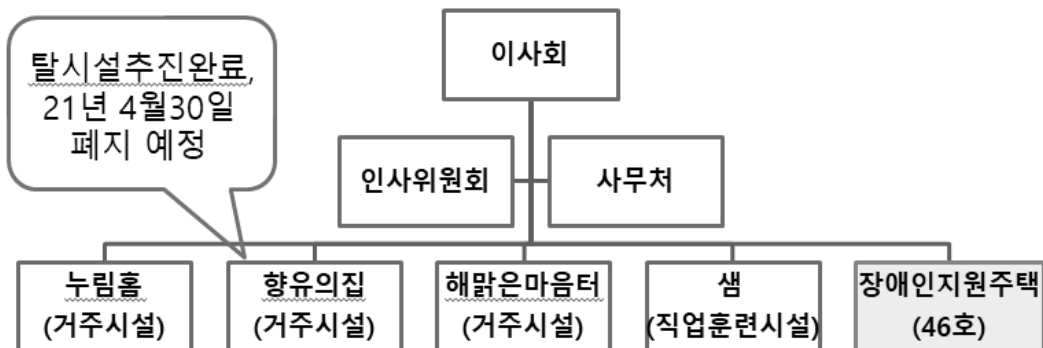 탈시설추진완료,
21년 4월30일
폐지 예정
이사회
인사위원회
사무처
누림홈
(거주시설)
향유의집
(거주시설)
해맑은마음터
(거주시설)
샘
(직업훈련시설)
장애인지원주택
(46호)